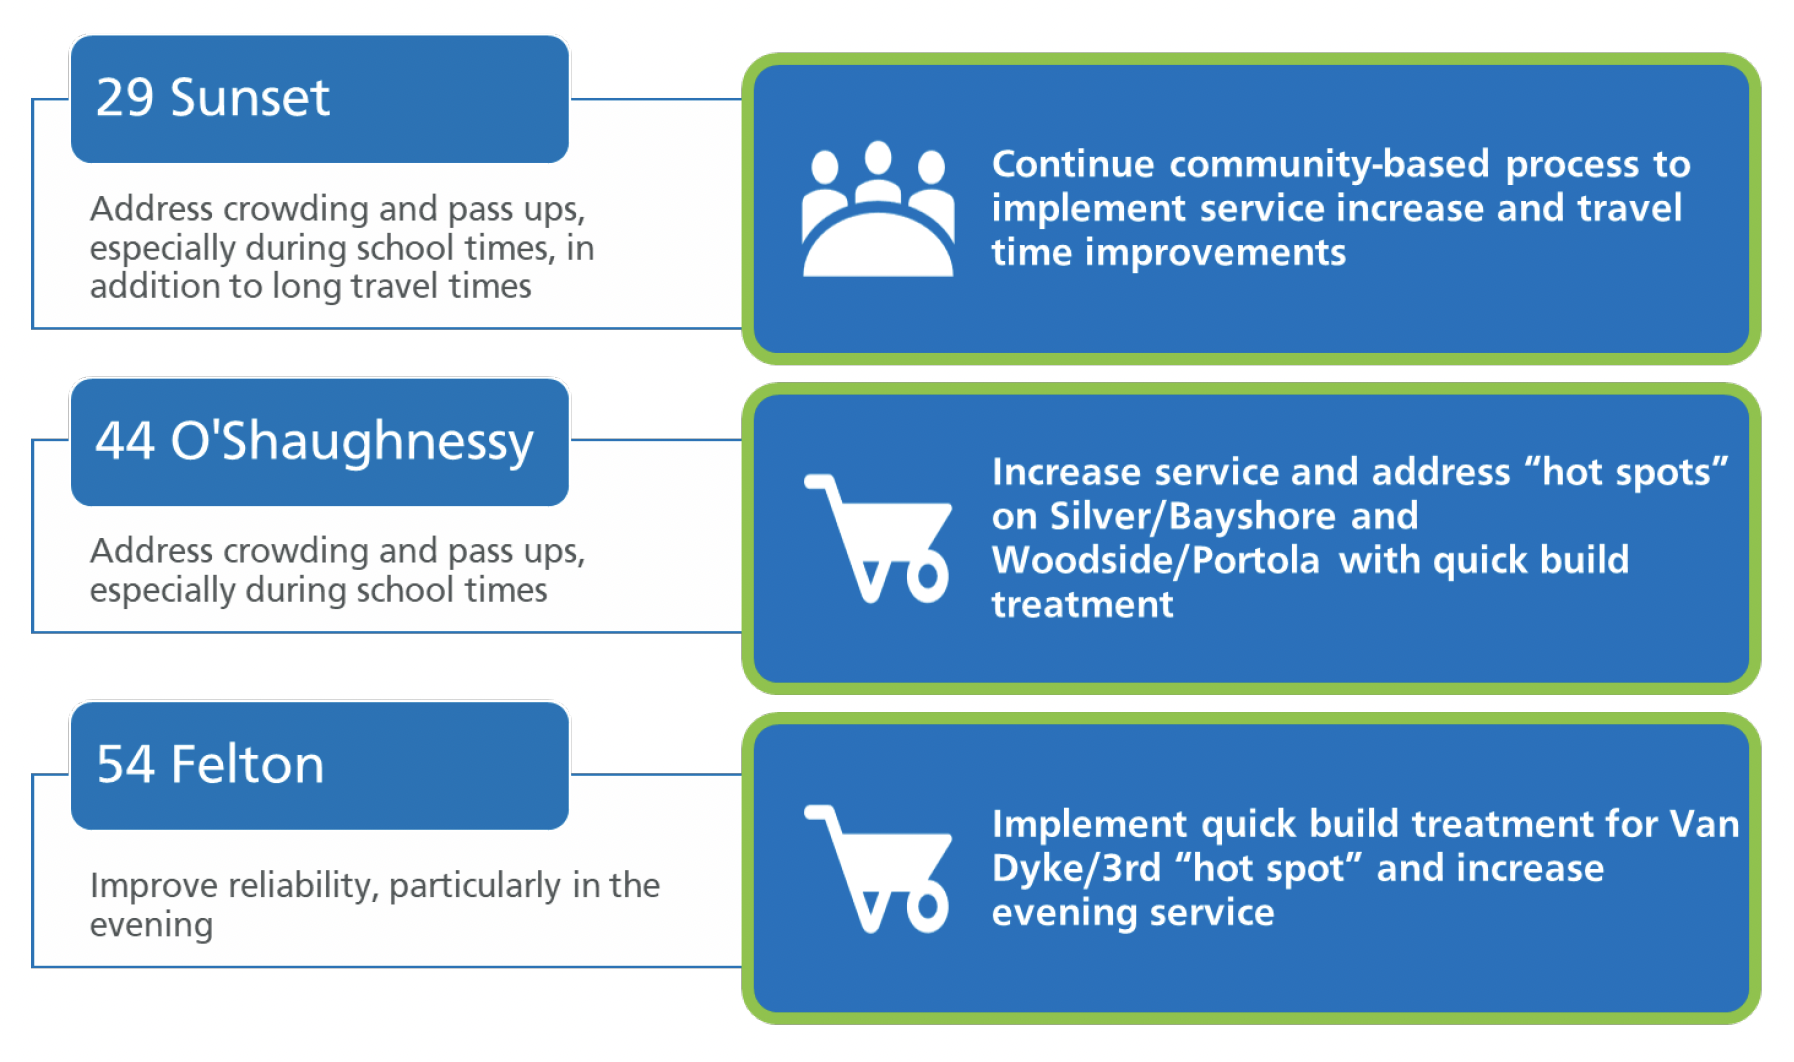 29 Sunset
Address crowding and pass ups,
especially during school times, in
addition to long travel times
Continue community-based process to
implement service increase and travel
time improvements
44 O'Shaughnessy
Address crowding and pass ups,
especially during school times
Increase service and address “hot spots”
on Silver/Bayshore and
Woodside/Portola with quick build
treatment
54 Felton
Improve reliability, particularly in the
evening
Implement quick build treatment for Van
Dyke/3rd “hot spot” and increase
evening service